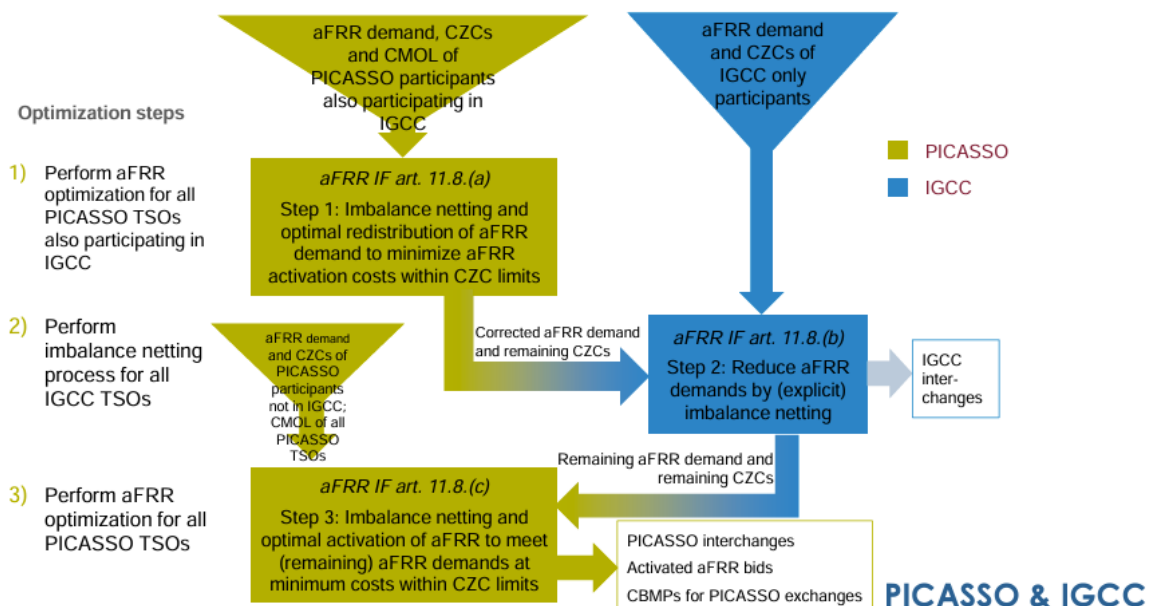 aFRR demand, CZCs
and CMOL of
PICASSO participants
also participating in
IGCC
aFRR demand
and CZCs of
IGCC only
participants
Optimization steps
PICASSO
IGCC
1) Perform aFRR
optimization for all
PICASSO TSOs
also participating in
IGCC
aFRR IF art. 11.8.(a)
Step 1: Imbalance netting and
optimal redistribution of aFRR
demand to minimize aFRR
activation costs within CZC limits
2) Perform
imbalance netting
process for all
IGCC TSOs
aFRR demand
and CZCs of
PICASSO
participants
not in IGCC;
CMOL of all
PICASSO
TSOs
Corrected aFRR demand
and remaining CZCs
aFRR IF art. 11.8.(b)
Step 2: Reduce aFRR
demands by (explicit)
imbalance netting
IGCC
inter-
changes
Remaining aFRR demand and
remaining CZCs
3) Perform aFRR
optimization for all
PICASSO TSOs
aFRR IF art. 11.8.(c)
Step 3: Imbalance netting and
optimal activation of aFRR to meet
(remaining) aFRR demands at
minimum costs within CZC limits
PICASSO interchanges
Activated aFRR bids
CBMPs for PICASSO exchanges
PICASSO & IGCC